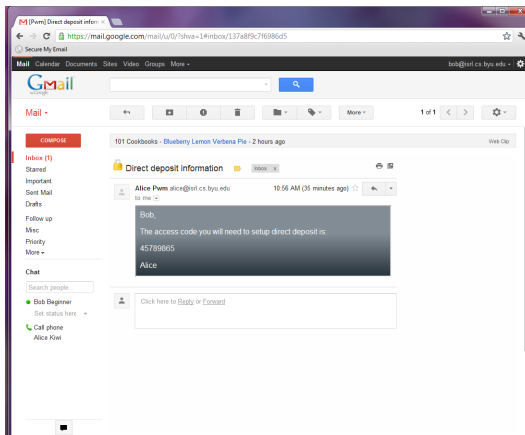 [Pwm] Direct deposit inform
https://mail.google.com/mail/u/0/?shva=1#inbox/137a8f9c7f6986d5
Secure My Email
Mail Calendar Documents Sites Video Groups More
bob@isrl.cs.byu.edu
Gmail
by Google
Mail
More
1 of 1
COMPOSE
101 Cookbooks - Blueberry Lemon Verbena Pie - 2 hours ago
Web Clip
Inbox (1)
Starred
Important
Sent Mail
Drafts
Follow up
Misc
Priority
More
Direct deposit information
Inbox x
Alice Pwm alice@isrl.cs.byu.edu
10:56 AM (35 minutes ago)
to me
Bob,
The access code you will need to setup direct deposit is:
45789865
Alice
Click here to Reply or Forward
Chat
Search people...
Bob Beginner
Set status here
Call phone
Alice Kiwi